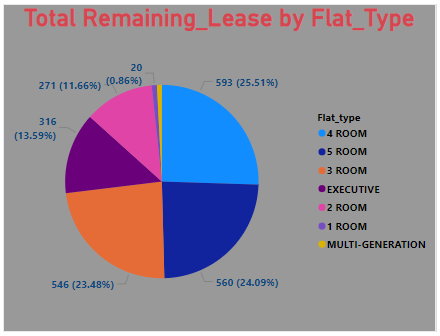 Total Remaining_Lease by Flat_Type
20
(0.86%)
593 (25.51%)
271 (11.66%)
316
(13.59%)
546 (23.48%)
560 (24.09%)
Flat_type
4 ROOM
5 ROOM
3 ROOM
EXECUTIVE
2 ROOM
1 ROOM
MULTI-GENERATION